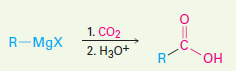 R—MgX
1. CO₂
2. H₃O⁺
O
C
R
OH